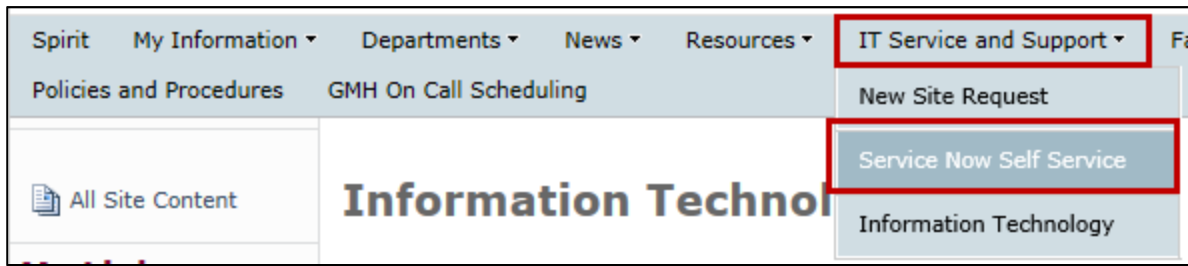 Spirit My Information Departments News Resources IT Service and Support
Policies and Procedures GMH On Call Scheduling New Site Request
Service Now Self Service
All Site Content Information Technol
Information Technology